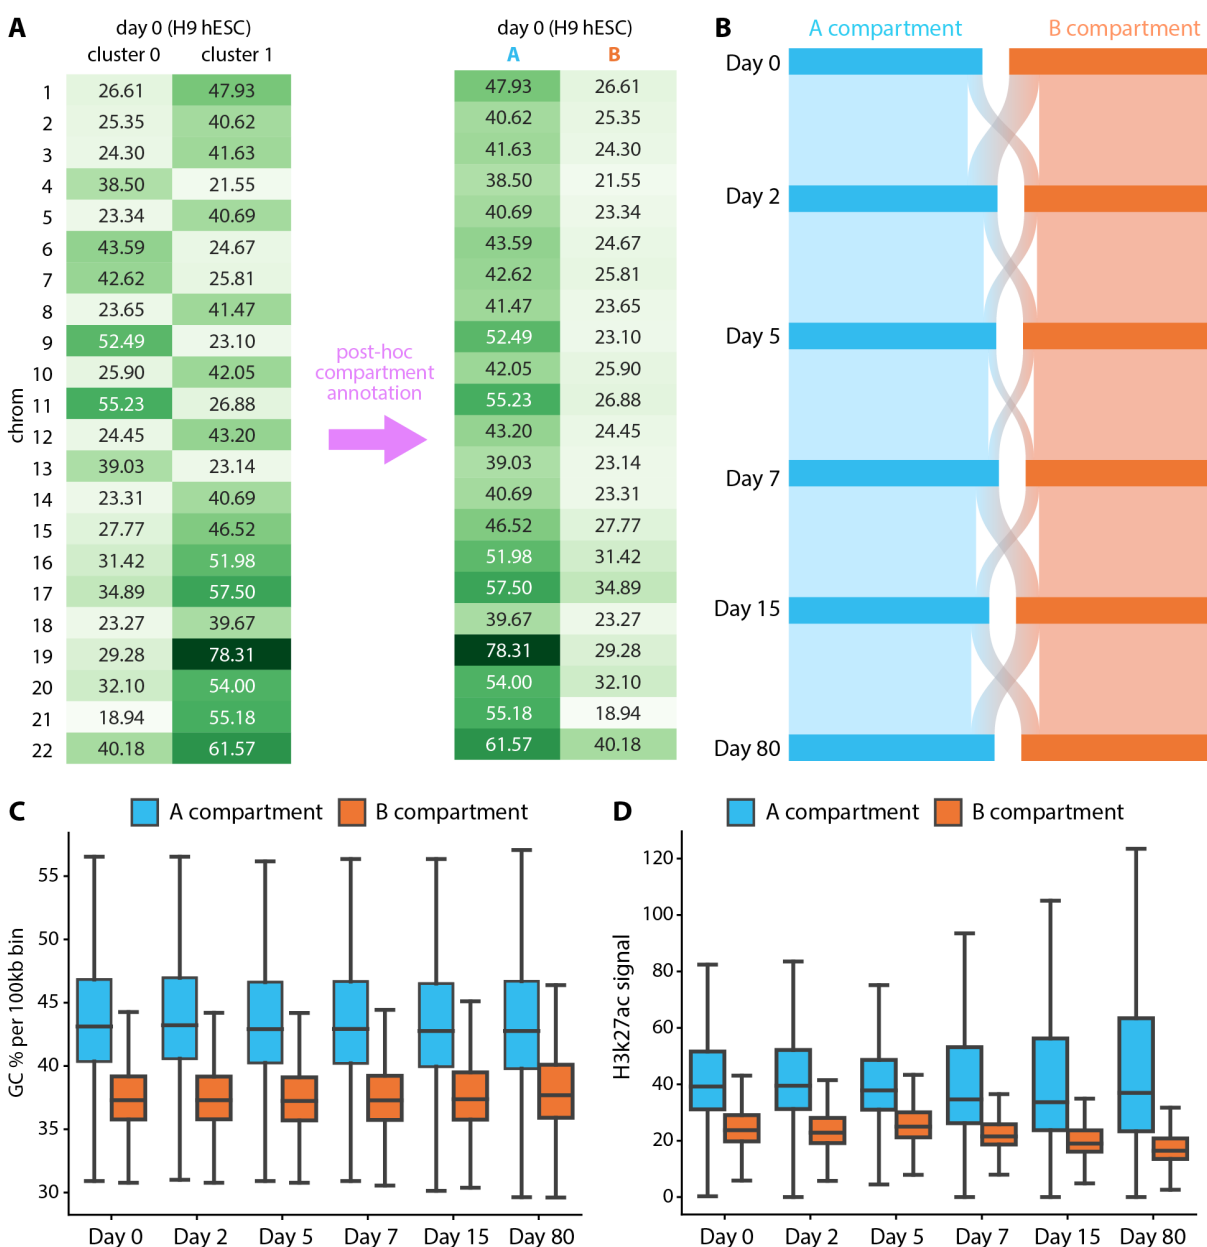 A
day 0 (H9 hESC)
cluster 0 cluster 1
chrom
1 26.61 47.93
2 25.35 40.62
3 24.30 41.63
4 38.50 21.55
5 23.34 40.69
6 43.59 24.67
7 42.62 25.81
8 23.65 41.47
9 52.49 23.10
10 25.90 42.05
11 55.23 26.88
12 24.45 43.20
13 39.03 23.14
14 23.31 40.69
15 27.77 46.52
16 31.42 51.98
17 34.89 57.50
18 23.27 39.67
19 29.28 78.31
20 32.10 54.00
21 18.94 55.18
22 40.18 61.57
post-hoc
compartment
annotation
day 0 (H9 hESC)
A B
47.93 26.61
40.62 25.35
41.63 24.30
38.50 21.55
40.69 23.34
43.59 24.67
42.62 25.81
41.47 23.65
52.49 23.10
42.05 25.90
55.23 26.88
43.20 24.45
39.03 23.14
40.69 23.31
46.52 27.77
51.98 31.42
57.50 34.89
39.67 23.27
78.31 29.28
54.00 32.10
55.18 18.94
61.57 40.18
B
A compartment B compartment
Day 0
Day 2
Day 5
Day 7
Day 15
Day 80
C
A compartment B compartment
GC % per 100kb bin
55
50
45
40
35
30
Day 0 Day 2 Day 5 Day 7 Day 15 Day 80
D
A compartment B compartment
H3k27ac signal
120
100
80
60
40
20
0
Day 0 Day 2 Day 5 Day 7 Day 15 Day 80